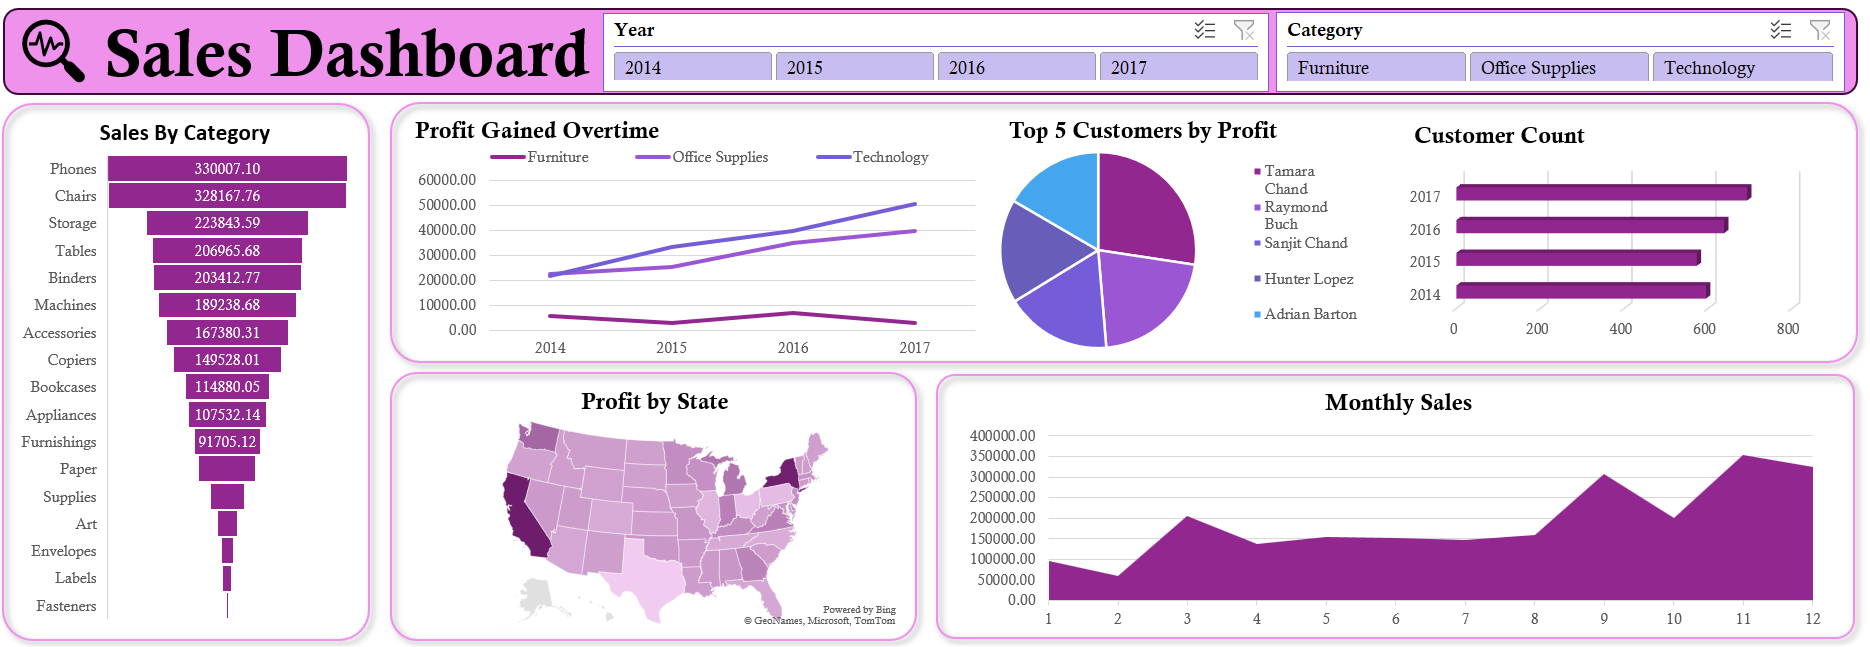 Sales Dashboard
Year
2014
2015
2016
2017
Category
Furniture
Office Supplies
Technology
Sales By Category
Phones 330007.10
Chairs 328167.76
Storage 223843.59
Tables 206965.68
Binders 203412.77
Machines 189238.68
Accessories 167380.31
Copiers 149528.01
Bookcases 114880.05
Appliances 107532.14
Furnishings 91705.12
Paper
Supplies
Art
Envelopes
Labels
Fasteners
Profit Gained Overtime
Furniture Office Supplies Technology
60000.00
50000.00
40000.00
30000.00
20000.00
10000.00
0.00
2014 2015 2016 2017
Top 5 Customers by Profit
Tamara
Chand
Raymond
Buch
Sanjit Chand
Hunter Lopez
Adrian Barton
Customer Count
2017
2016
2015
2014
0 200 400 600 800
Profit by State
Powered by Bing
© GeoNames, Microsoft, TomTom
Monthly Sales
400000.00
350000.00
300000.00
250000.00
200000.00
150000.00
100000.00
50000.00
0.00
1 2 3 4 5 6 7 8 9 10 11 12